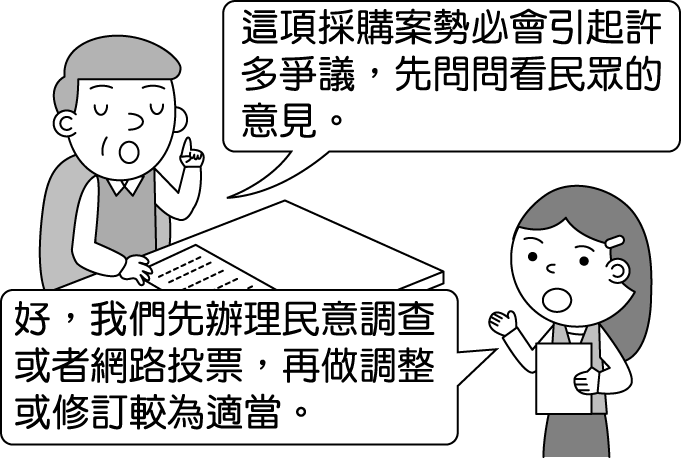 這項採購案勢必會引起許
多爭議，先問問看民眾的
意見。
好，我們先辦理民意調查
或者網路投票，再做調整
或修訂較為適當。